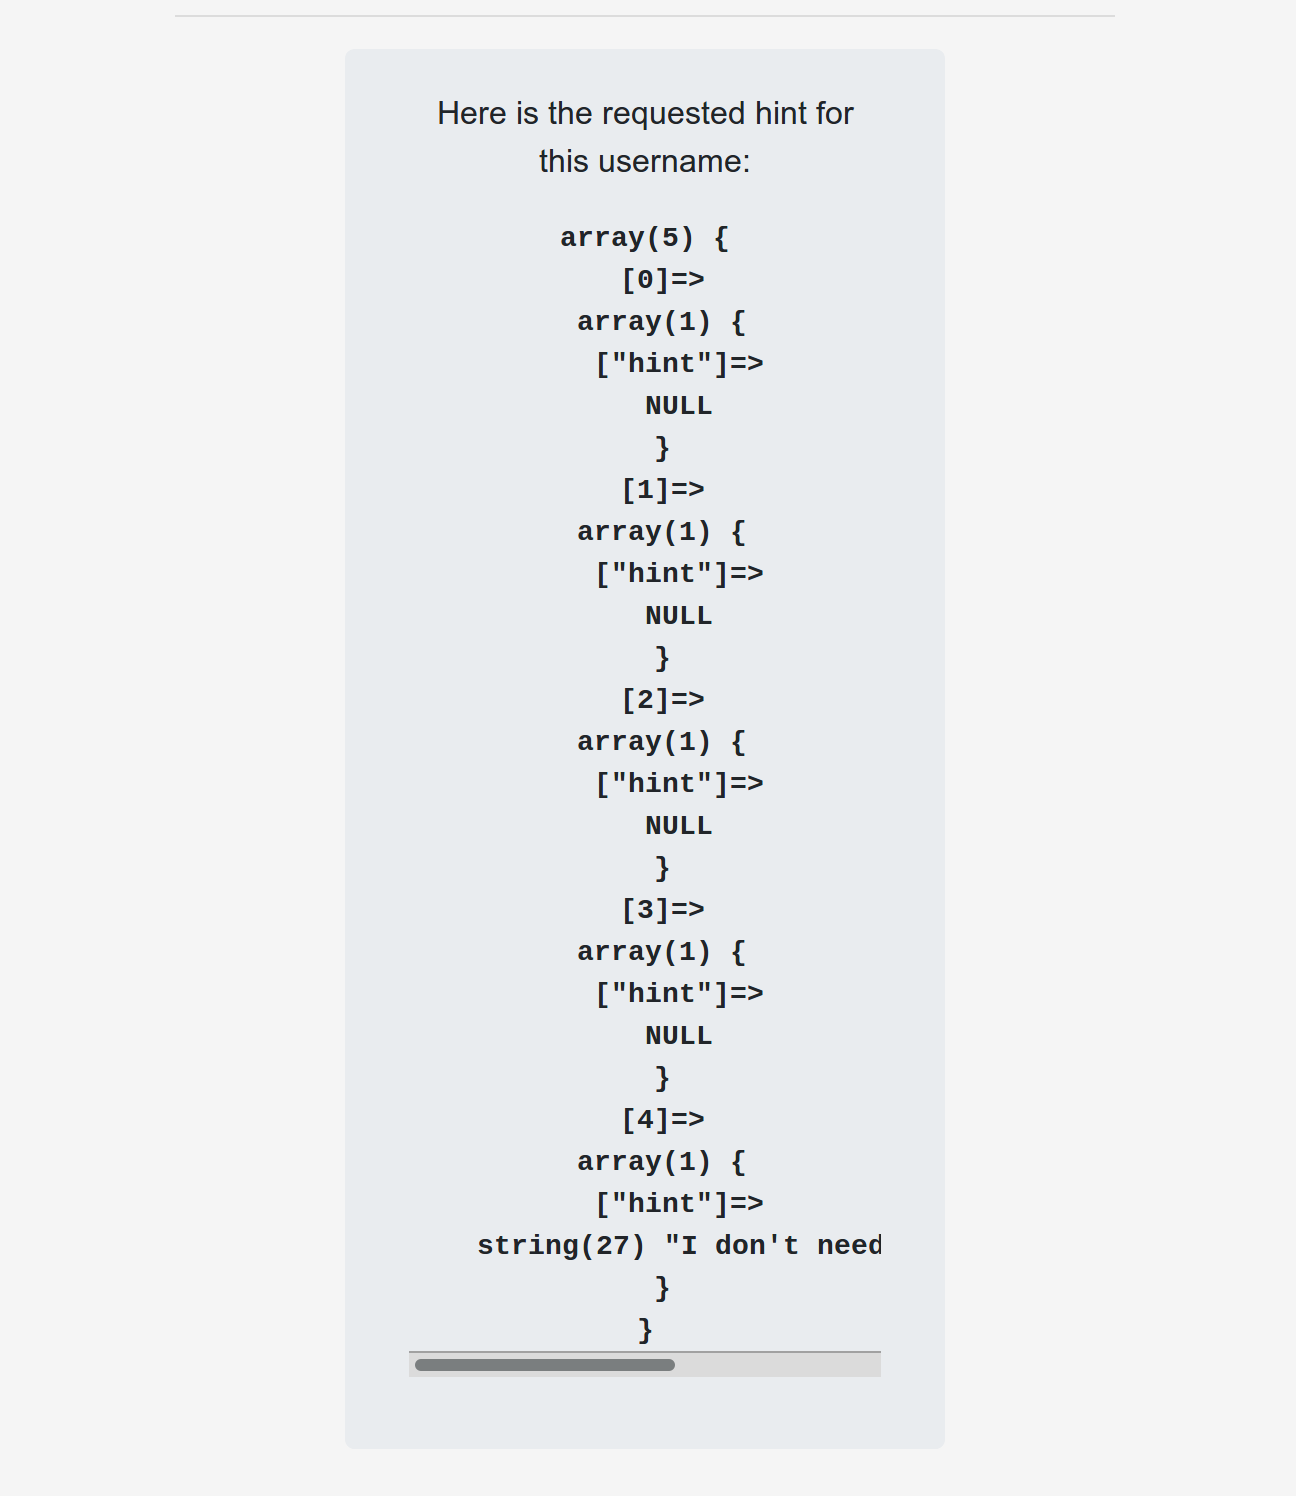 Here is the requested hint for
this username:
array(5) {
[0]=>
array(1) {
["hint"]=>
NULL
}
[1]=>
array(1) {
["hint"]=>
NULL
}
[2]=>
array(1) {
["hint"]=>
NULL
}
[3]=>
array(1) {
["hint"]=>
NULL
}
[4]=>
array(1) {
["hint"]=>
string(27) "I don't need
}
}